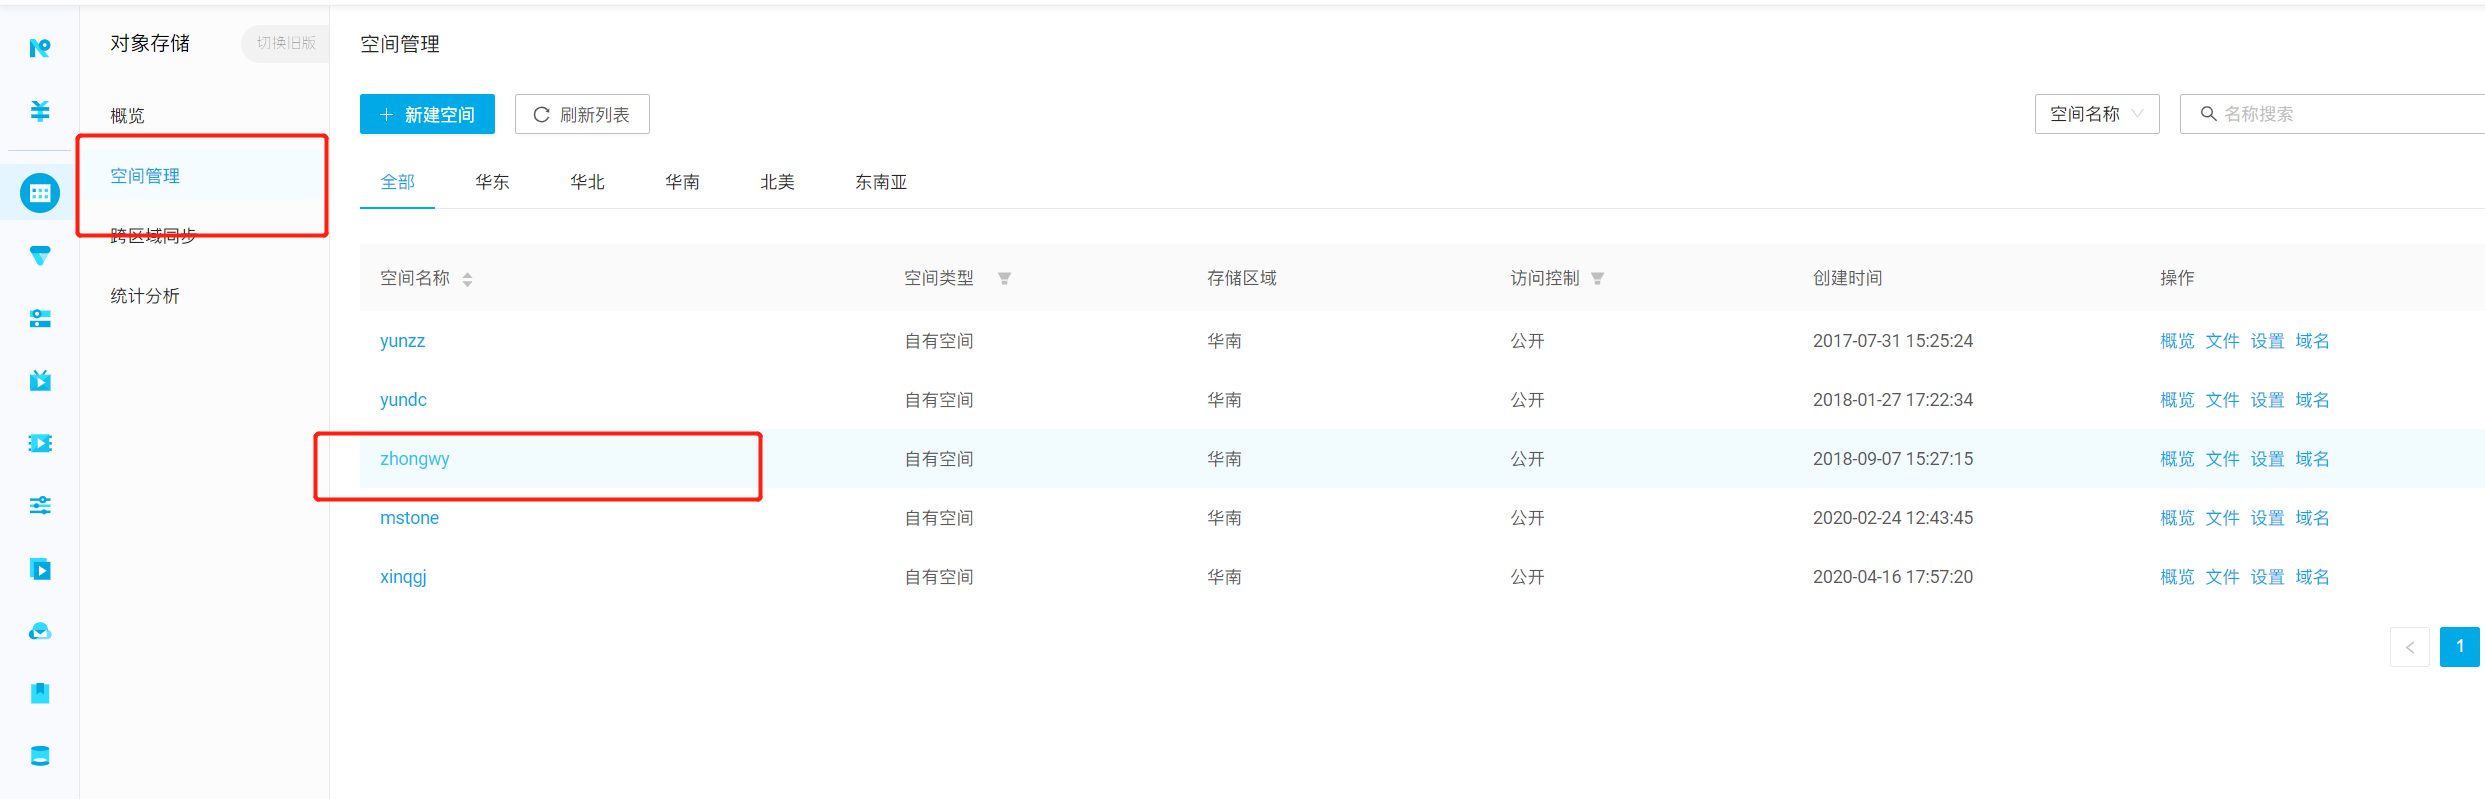 对象存储 切换旧版
概览
空间管理
跨区域同步
统计分析
空间管理
新建空间 刷新列表 空间名称 名称搜索
全部 华东 华北 华南 北美 东南亚
空间名称 空间类型 存储区域 访问控制 创建时间 操作
yunzz 自有空间 华南 公开 2017-07-31 15:25:24 概览 文件 设置 域名
yundc 自有空间 华南 公开 2018-01-27 17:22:34 概览 文件 设置 域名
zhongwy 自有空间 华南 公开 2018-09-07 15:27:15 概览 文件 设置 域名
mstone 自有空间 华南 公开 2020-02-24 12:43:45 概览 文件 设置 域名
xinqgj 自有空间 华南 公开 2020-04-16 17:57:20 概览 文件 设置 域名
1